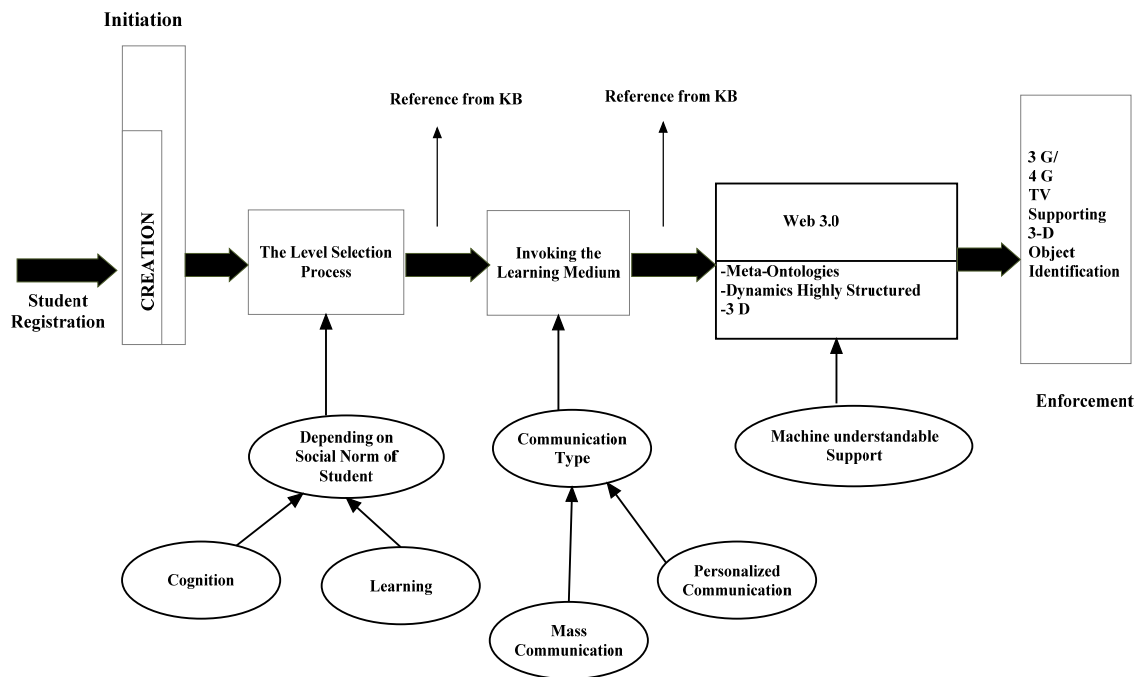 Initiation
Reference from KB
Reference from KB
CREATION
Student
Registration
The Level Selection
Process
Invoking the
Learning Medium
Web 3.0
-Meta-Ontologies
-Dynamics Highly Structured
-3 D
3 G/
4 G
TV
Supporting
3-D
Object
Identification
Enforcement
Depending on
Social Norm of
Student
Communication
Type
Machine understandable
Support
Cognition
Learning
Personalized
Communication
Mass
Communication